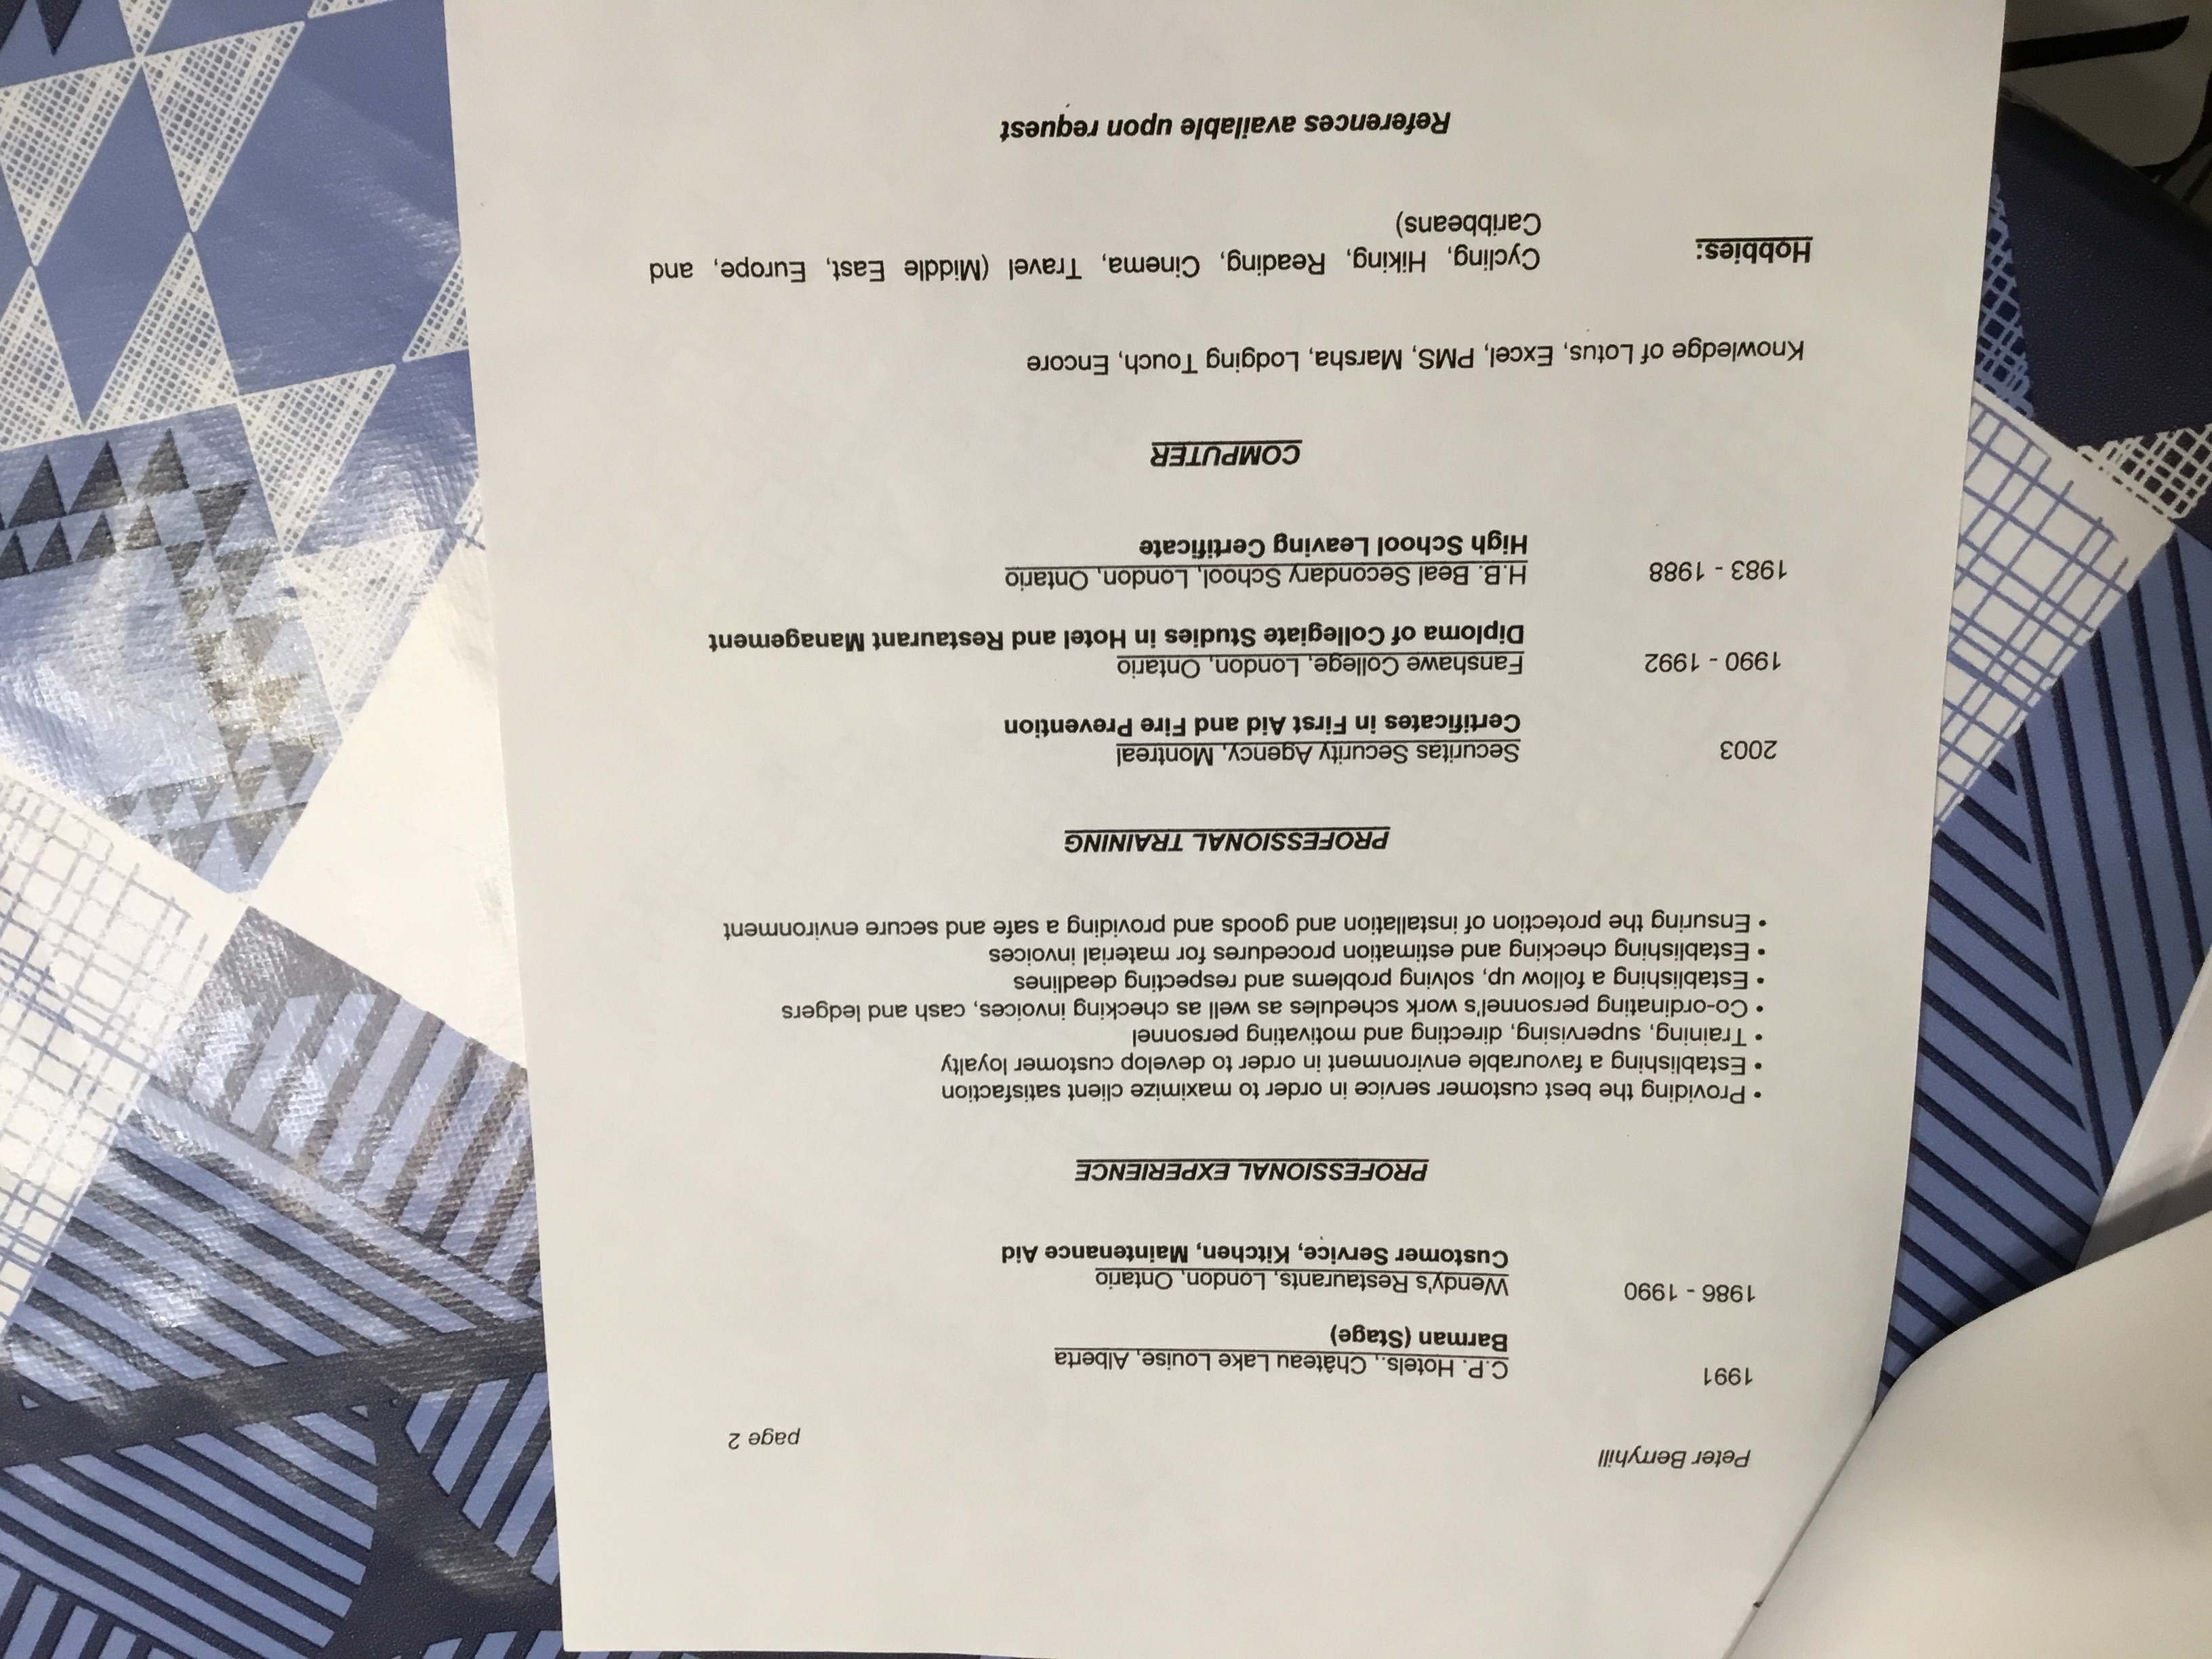 Peter Berryhill
page 2
1991
C.P. Hotels., Château Lake Louise, Alberta
Barman (Stage)
1986 - 1990
Wendy's Restaurants, London, Ontario
Customer Service, Kitchen, Maintenance Aid
PROFESSIONAL EXPERIENCE
• Providing the best customer service in order to maximize client satisfaction
• Establishing a favourable environment in order to develop customer loyalty
• Training, supervising, directing and motivating personnel
• Co-ordinating personnel's work schedules as well as checking invoices, cash and ledgers
• Establishing a follow up, solving problems and respecting deadlines
• Establishing checking and estimation procedures for material invoices
• Ensuring the protection of installation and goods and providing a safe and secure environment
PROFESSIONAL TRAINING
2003
Securitas Security Agency, Montreal
Certificates in First Aid and Fire Prevention
1990 - 1992
Fanshawe College, London, Ontario
Diploma of Collegiate Studies in Hotel and Restaurant Management
1983 - 1988
H.B. Beal Secondary School, London, Ontario
High School Leaving Certificate
COMPUTER
Knowledge of Lotus, Excel, PMS, Marsha, Lodging Touch, Encore
Hobbies:
Cycling, Hiking, Reading, Cinema, Travel (Middle East, Europe, and
Caribbeans)
References available upon request